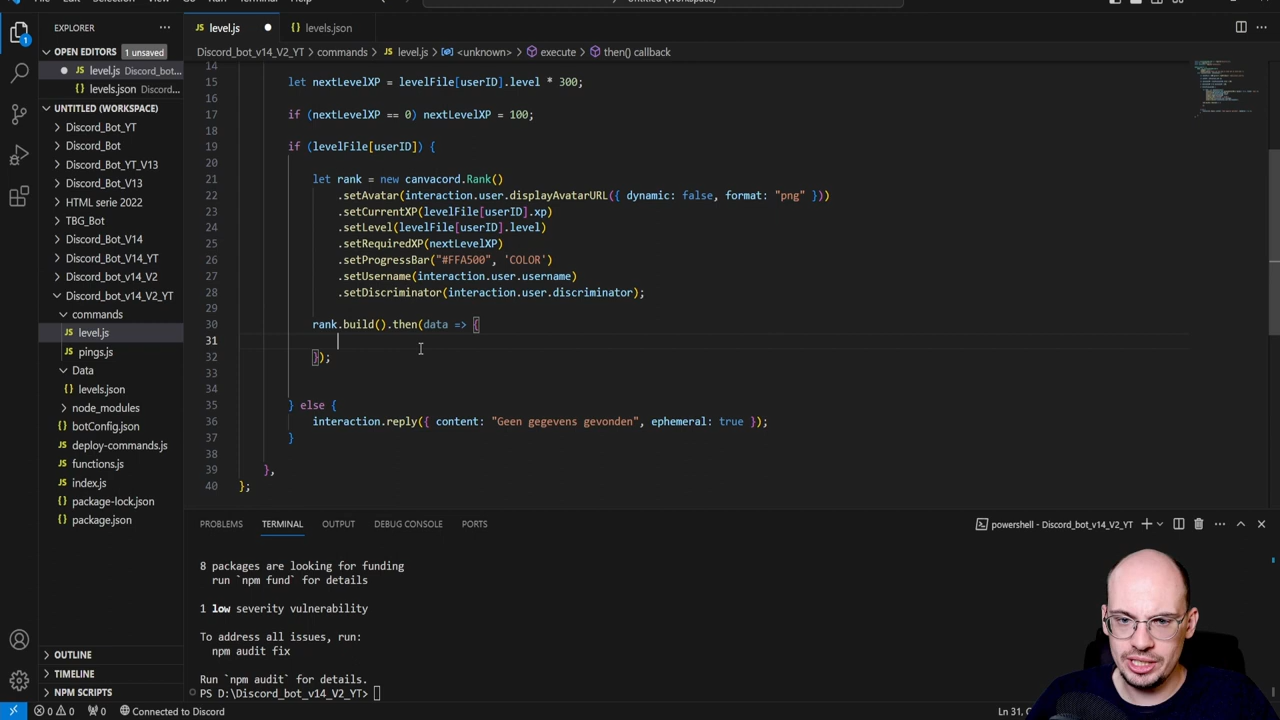 EXPLORER
OPEN EDITORS 1 unsaved
level.js Discord_bot...
levels.json Discord...
UNTITLED (WORKSPACE)
Discord_Bot_YT
Discord_Bot
Discord_Bot_YT_V13
Discord_Bot_V13
HTML serie 2022
TBG_Bot
Discord_Bot_V14
Discord_Bot_V14_YT
Discord_bot_v14_V2
Discord_bot_v14_V2_YT
commands
level.js
pings.js
Data
levels.json
node_modules
botConfig.json
deploy-commands.js
functions.js
index.js
package-lock.json
package.json
OUTLINE
TIMELINE
NPM SCRIPTS
level.js
levels.json
Discord_bot_v14_V2_YT > commands > level.js > <unknown> > execute > then() callback
14
15 let nextLevelXP = levelFile[userID].level * 300;
16
17 if (nextLevelXP == 0) nextLevelXP = 100;
18
19 if (levelFile[userID]) {
20
21 let rank = new canvacord.Rank()
22 .setAvatar(interaction.user.displayAvatarURL({ dynamic: false, format: "png" }))
23 .setCurrentXP(levelFile[userID].xp)
24 .setLevel(levelFile[userID].level)
25 .setRequiredXP(nextLevelXP)
26 .setProgressBar("#FFA500", 'COLOR')
27 .setUsername(interaction.user.username)
28 .setDiscriminator(interaction.user.discriminator);
29
30 rank.build().then(data => {
31
32 });
33
34
35 } else {
36 interaction.reply({ content: "Geen gegevens gevonden", ephemeral: true });
37 }
38
39 },
40 };
PROBLEMS TERMINAL OUTPUT DEBUG CONSOLE PORTS
powershell - Discord_bot_v14_V2_YT
8 packages are looking for funding
run `npm fund` for details
1 low severity vulnerability
To address all issues, run:
npm audit fix
Run `npm audit` for details.
PS D:\Discord_bot_v14_V2_YT>
0 0 0 Connected to Discord
Ln 31,